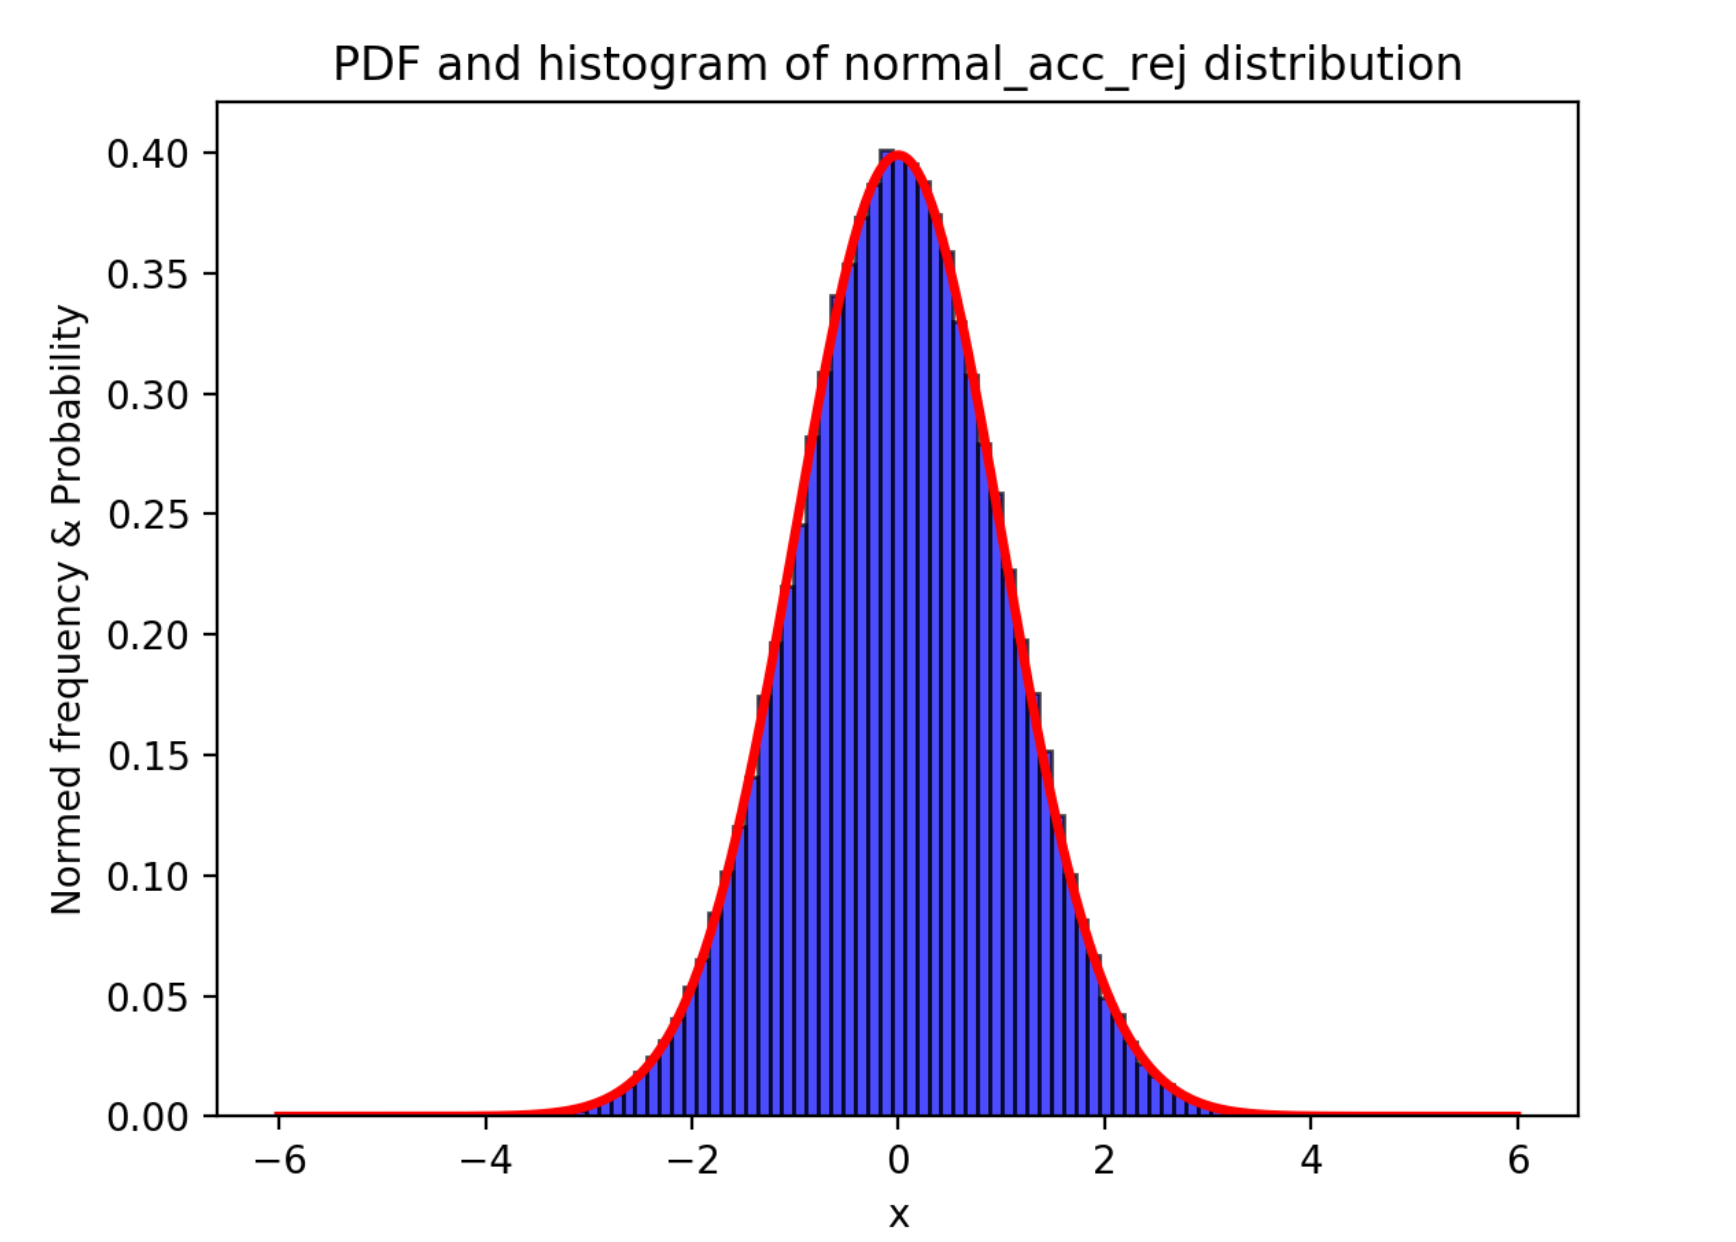 PDF and histogram of normal_acc_rej distribution
Normed frequency & Probability
0.40
0.35
0.30
0.25
0.20
0.15
0.10
0.05
0.00
−6 −4 −2 0 2 4 6
x